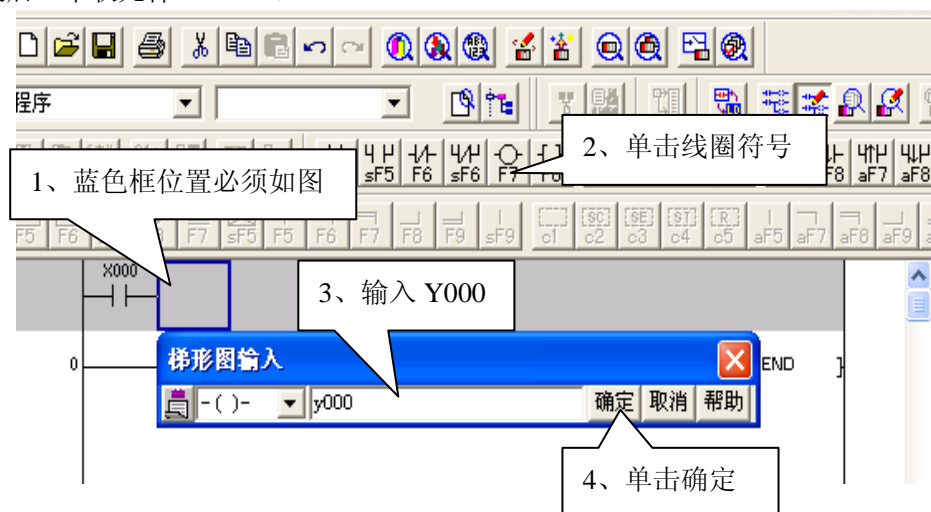 程序
sF5 F6 sF6 F7 F8
F8 aF7 aF8
2、单击线圈符号
1、蓝色框位置必须如图
F5 F6 F7 sF5 F5 F6 F7 F8 F9 sF9 c1 c2 c3 c4 c5 aF5 aF7 aF8 aF9
X000
3、输入 Y000
0
梯形图输入
END
-( )-
y000
确定 取消 帮助
4、单击确定